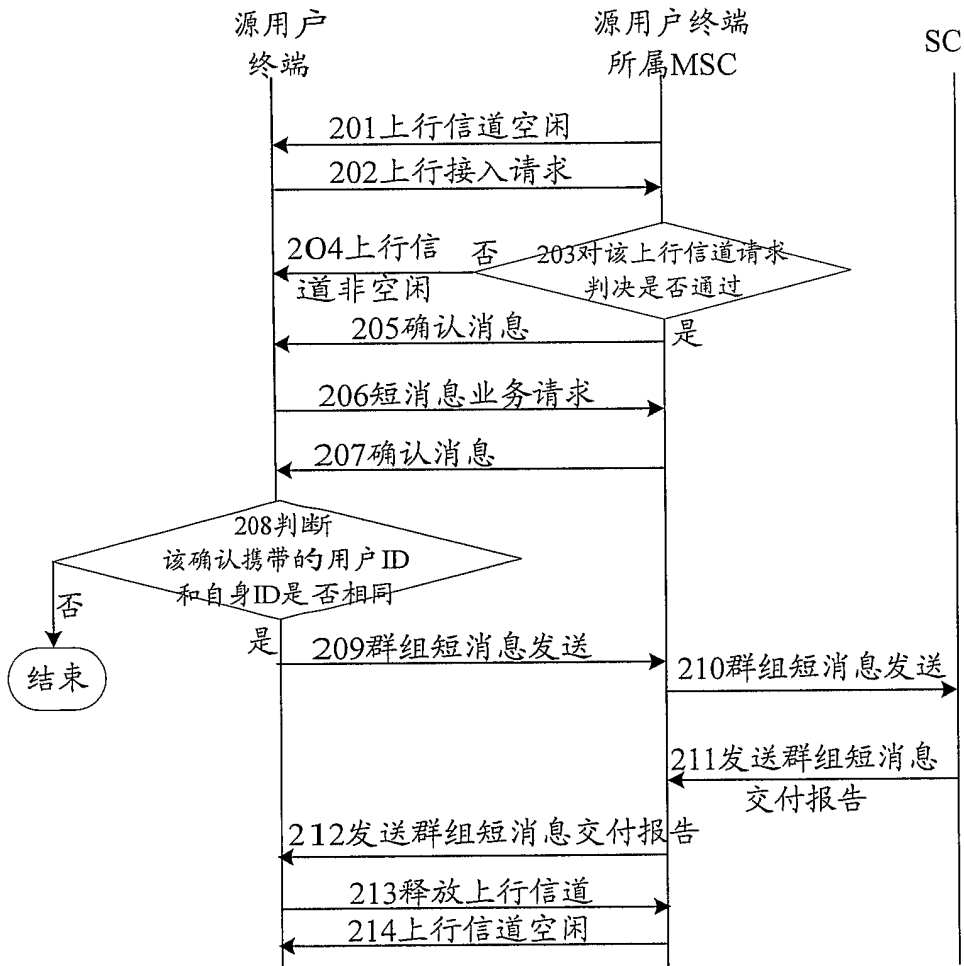 源用户
终端
源用户终端
所属MSC
SC
201上行信道空闲
202上行接入请求
203对该上行信道请求
判决是否通过
否
204上行信
道非空闲
205确认消息
是
206短消息业务请求
207确认消息
208判断
该确认携带的用户ID
和自身ID是否相同
否
结束
是
209群组短消息发送
210群组短消息发送
211发送群组短消息
交付报告
212发送群组短消息交付报告
213释放上行信道
214上行信道空闲